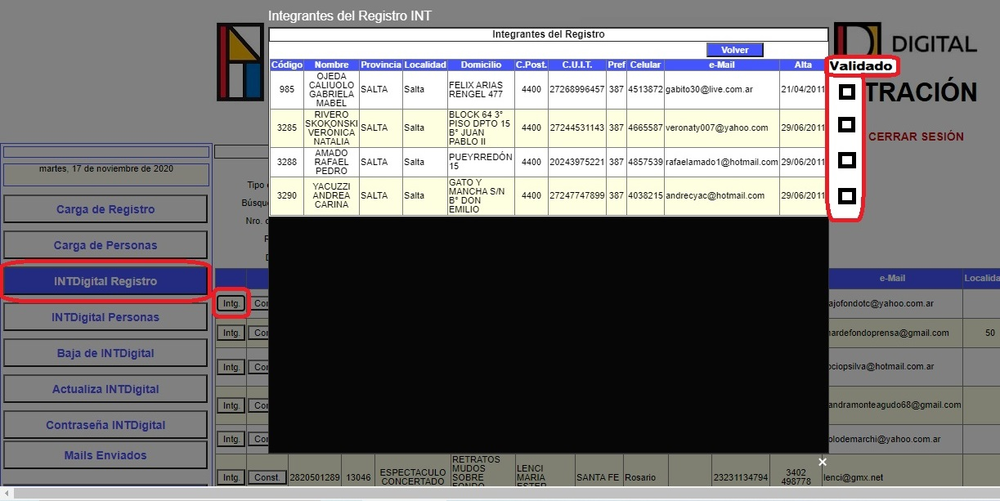 Integrantes del Registro INT
Integrantes del Registro
Volver
Código Nombre Provincia Localidad Domicilio C.Post. C.U.I.T. Pref Celular e-Mail Alta Validado
985 OJEDA CALIUOLO GABRIELA MABEL SALTA Salta FELIX ARIAS RENGEL 477 4400 27268996457 387 4513872 gabito30@live.com.ar 21/04/2011
3285 RIVERO SKOKONSKI VERONICA NATALIA SALTA Salta BLOCK 64 3° PISO DPTO 15 B° JUAN PABLO II 4400 27244531143 387 4665587 veronaty007@yahoo.com 29/06/2011
3288 AMADO RAFAEL PEDRO SALTA Salta PUEYRREDÓN 15 4400 20243975221 387 4857539 rafaelamado1@hotmail.com 29/06/2011
3290 YACUZZI ANDREA CARINA SALTA Salta GATO Y MANCHA S/N B° DON EMILIO 4400 27247747899 387 4038215 andrecyac@hotmail.com 29/06/2011
DIGITAL
TRACIÓN
CERRAR SESIÓN
martes, 17 de noviembre de 2020
Carga de Registro
Carga de Personas
INTDigital Registro
INTDigital Personas
Baja de INTDigital
Actualiza INTDigital
Contraseña INTDigital
Mails Enviados
Tipo
Búsque
Nro.
e-Mail Localida
Intg. Con ajofondotc@yahoo.com.ar
Intg. Con nardefondoprensa@gmail.com 50
Intg. Con ociopsilva@hotmail.com.ar
Intg. Con andramonteagudo68@gmail.com
Intg. Con olodemarchi@yahoo.com.ar
Intg. Const. 2820501289 13046 ESPECTACULO CONCERTADO RETRATOS MUDOS SOBRE FONDO LENCI MARIA ESTER SANTA FE Rosario 23231134794 3402 498778 lenci@gmx.net